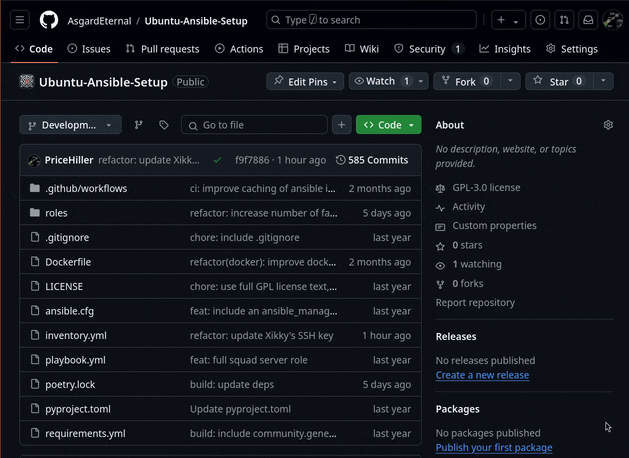 AsgardEternal / Ubuntu-Ansible-Setup
Type / to search
Code Issues Pull requests Actions Projects Wiki Security 1 Insights Settings
Ubuntu-Ansible-Setup Public
Edit Pins Watch 1 Fork 0 Star 0
Developm... Go to file + Code
PriceHiller refactor: update Xikk... f9f7886 · 1 hour ago 585 Commits
.github/workflows ci: improve caching of ansible i... 2 months ago
roles refactor: increase number of fa... 5 days ago
.gitignore chore: include .gitignore last year
Dockerfile refactor(docker): improve dock... 2 months ago
LICENSE chore: use full GPL license text,... last year
ansible.cfg feat: include an ansible_manag... last year
inventory.yml refactor: update Xikky's SSH key 1 hour ago
playbook.yml feat: full squad server role last year
poetry.lock build: update deps 5 days ago
pyproject.toml Update pyproject.toml last year
requirements.yml build: include community.gene... last year
About
No description, website, or topics
provided.
GPL-3.0 license
Activity
Custom properties
0 stars
1 watching
0 forks
Report repository
Releases
No releases published
Create a new release
Packages
No packages published
Publish your first package